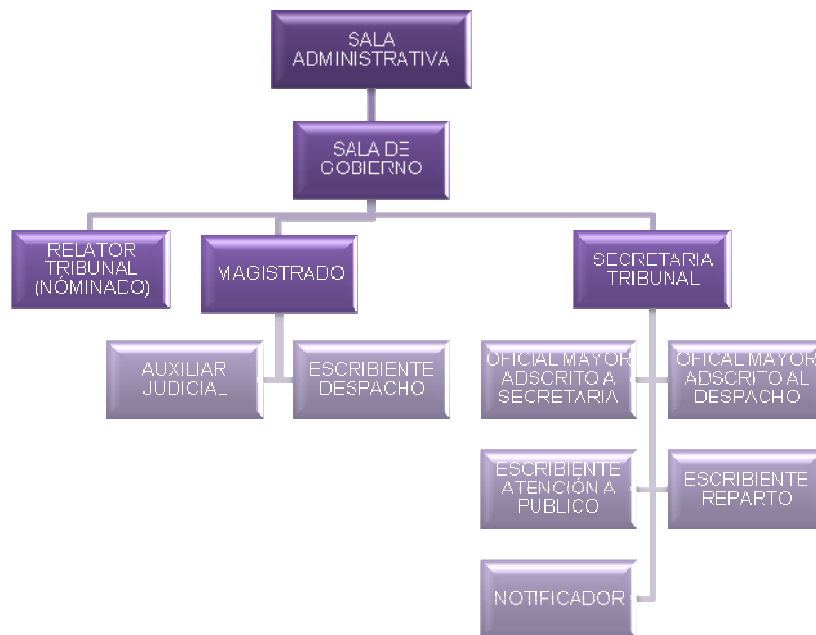 SALA
ADMINISTRATIVA
SALA DE
GOBIERNO
RELATOR
TRIBUNAL
(NÓMINADO)
MAGISTRADO
SECRETARIA
TRIBUNAL
AUXILIAR
JUDICIAL
ESCRIBIENTE
DESPACHO
OFICIAL MAYOR
ADSCRITO A
SECRETARIA
OFICAL MAYOR
ADSCRITO AL
DESPACHO
ESCRIBIENTE
ATENCIÓN A
PUBLICO
ESCRIBIENTE
REPARTO
NOTIFICADOR